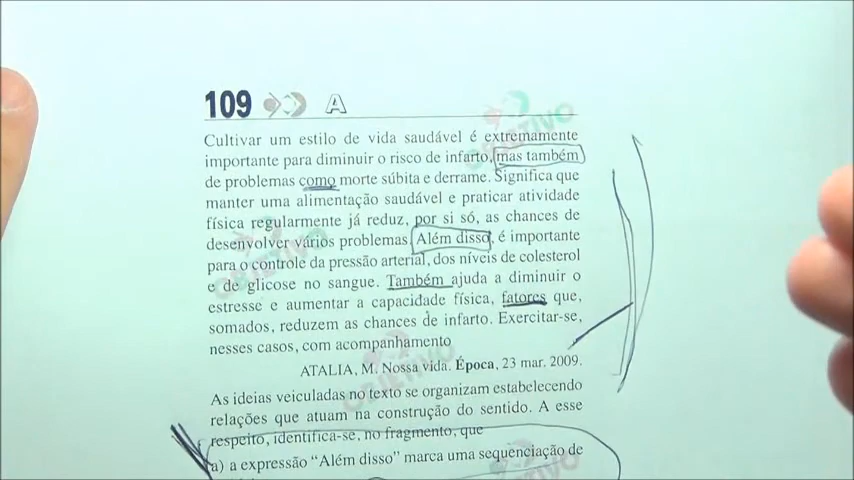 109 A
Cultivar um estilo de vida saudável é extremamente
importante para diminuir o risco de infarto, mas também
de problemas como morte súbita e derrame. Significa que
manter uma alimentação saudável e praticar atividade
física regularmente já reduz, por si só, as chances de
desenvolver vários problemas. Além disso, é importante
para o controle da pressão arterial, dos níveis de colesterol
e de glicose no sangue. Também ajuda a diminuir o
estresse e aumentar a capacidade física, fatores que,
somados, reduzem as chances de infarto. Exercitar-se,
nesses casos, com acompanhamento
ATALIA, M. Nossa vida. Época, 23 mar. 2009.
As ideias veiculadas no texto se organizam estabelecendo
relações que atuam na construção do sentido. A esse
respeito, identifica-se, no fragmento, que
a) a expressão “Além disso” marca uma sequenciação de
OBJETIVO
OBJETIVO
OBJETIVO
OBJETIVO